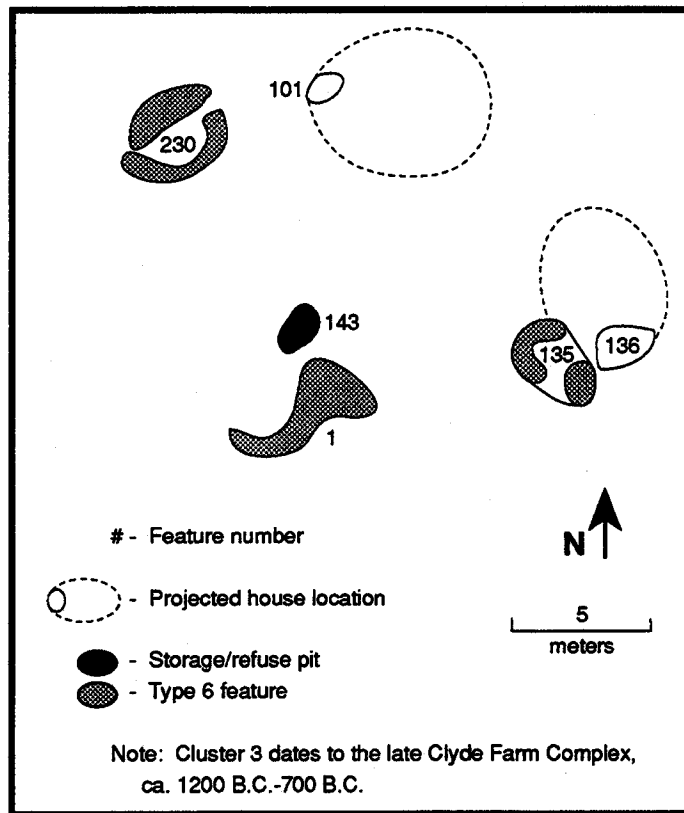 101
230
143
135
136
1
# - Feature number
N
- Projected house location
5
meters
- Storage/refuse pit
- Type 6 feature
Note: Cluster 3 dates to the late Clyde Farm Complex,
ca. 1200 B.C.-700 B.C.